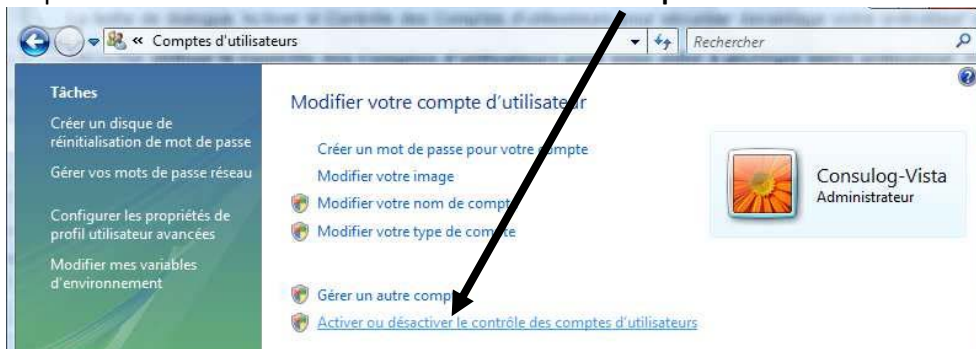 « Comptes d'utilisateurs
Rechercher
Tâches
Créer un disque de
réinitialisation de mot de passe
Gérer vos mots de passe réseau
Configurer les propriétés de
profil utilisateur avancées
Modifier mes variables
d'environnement
Modifier votre compte d'utilisateur
Créer un mot de passe pour votre compte
Modifier votre image
Modifier votre nom de compte
Modifier votre type de compte
Gérer un autre compte
Activer ou désactiver le contrôle des comptes d'utilisateurs
Consulog-Vista
Administrateur